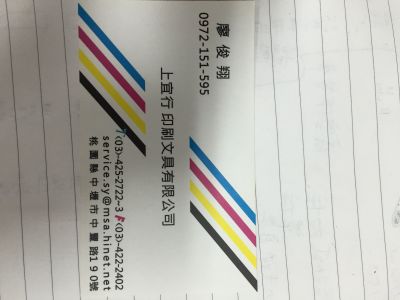 廖俊翔
0972-151-595
上宜行 印刷文具有限公司
T(03)-425-2722~3 F(03)-422-2402
service.sy@msa.hinet.net
桃園縣中壢市中豐路190號